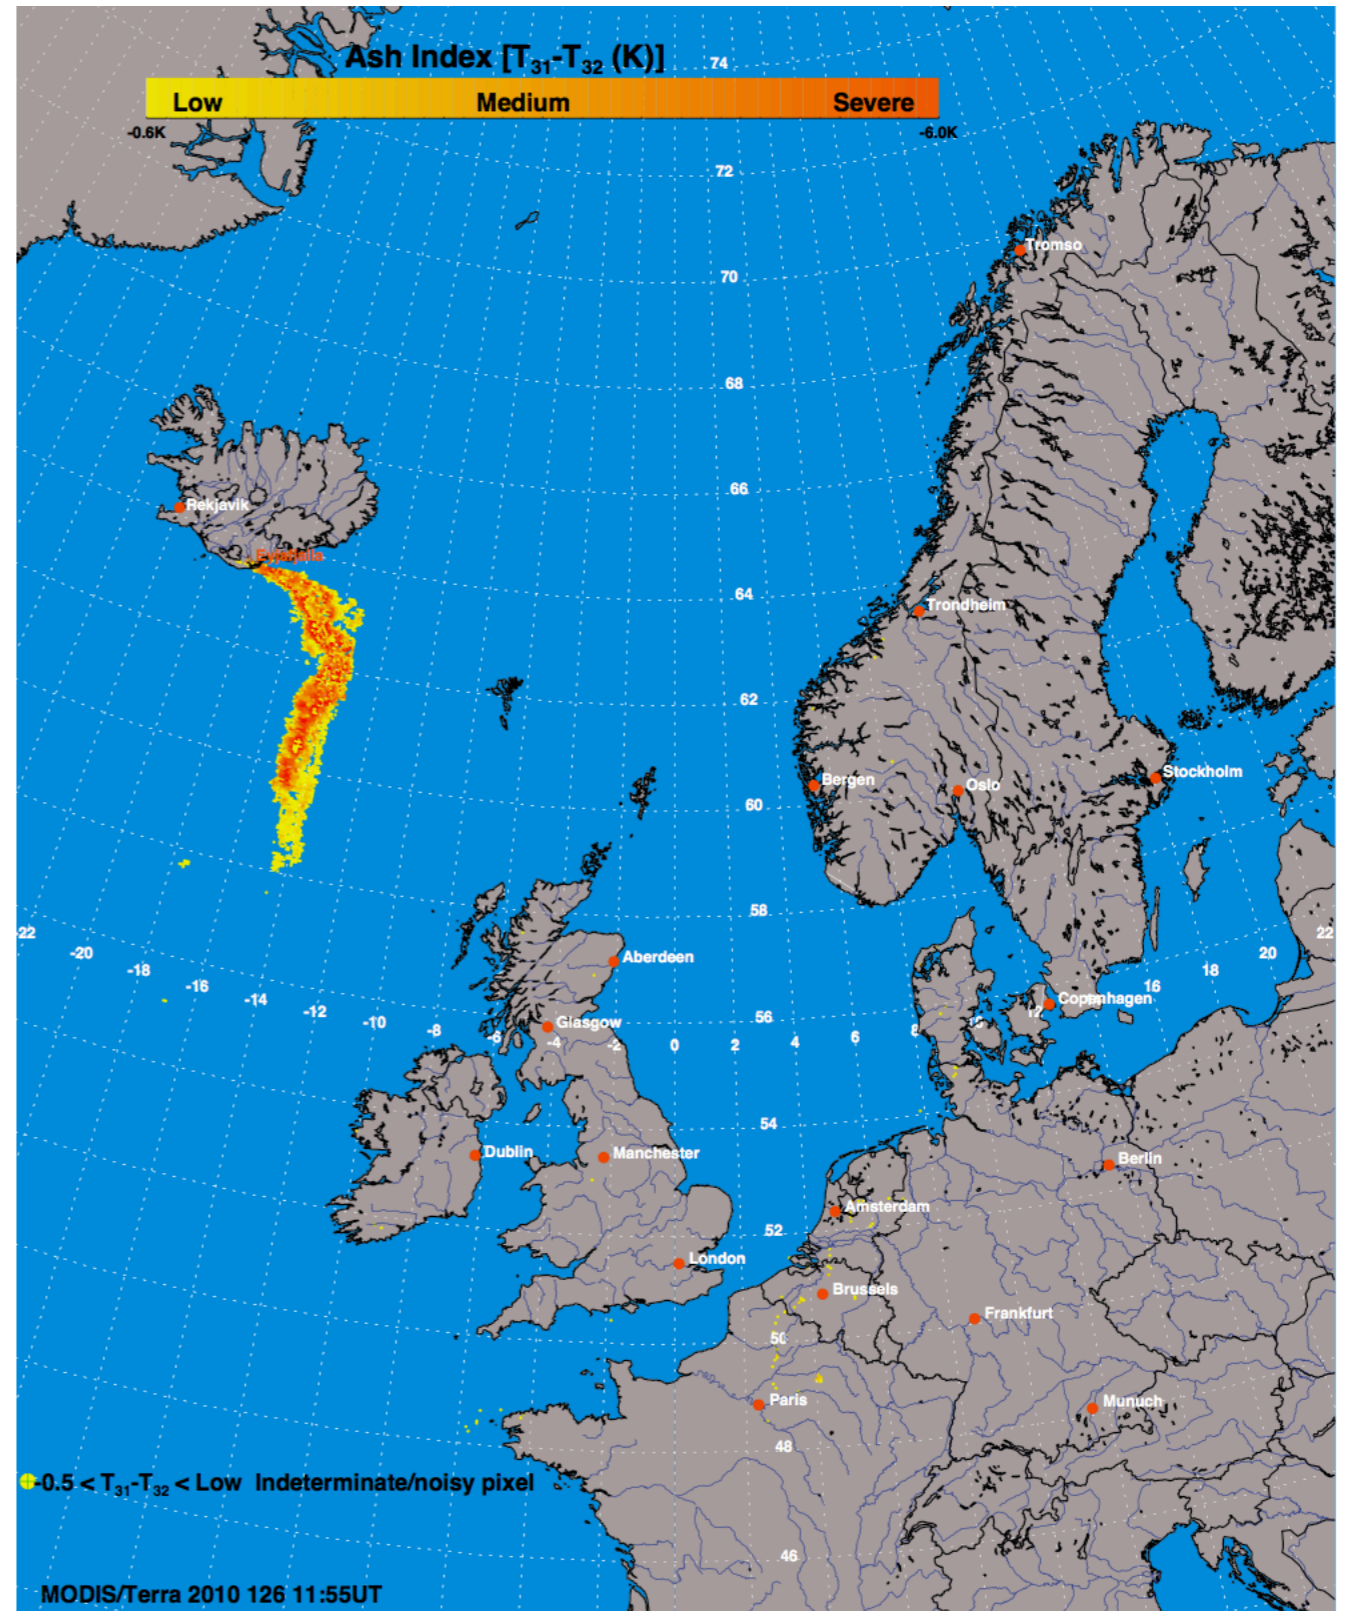 Ash Index [T31-T32 (K)]
Low Medium Severe
-0.6K -6.0K
74
72
Tromso
70
68
66
Rekjavik
Eyjafjalla
64
Trondheim
62
Bergen
Oslo
Stockholm
60
58
-22 -20 -18 -16 -14 -12 -10 -8 -6 -4 -2 0 2 4 6 8 12 16 18 20 22
Aberdeen
Copenhagen
Glasgow
56
54
Dublin
Manchester
Berlin
Amsterdam
52
London
Brussels
Frankfurt
50
Paris
Munuch
48
-0.5 < T31-T32 < Low Indeterminate/noisy pixel
46
MODIS/Terra 2010 126 11:55UT